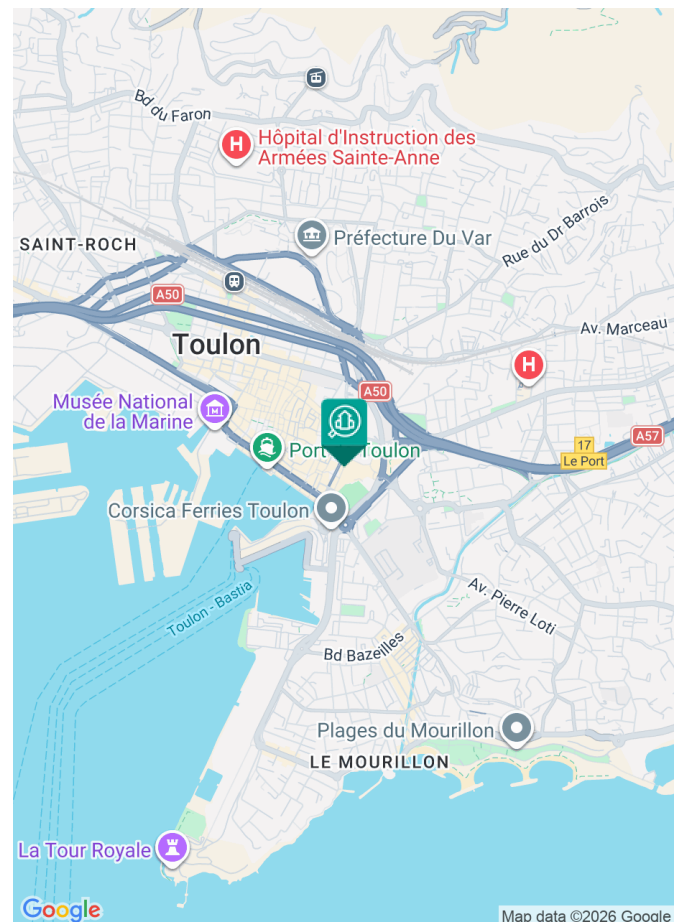 Bd du Faron
Hôpital d'Instruction des
Armées Sainte-Anne
H
SAINT-ROCH
Préfecture Du Var
Rue du Dr Barrois
A50
Av. Marceau
Toulon
H
A50
Musée National
de la Marine
M
A57
17
Le Port
Port Toulon
Corsica Ferries Toulon
Toulon - Bastia
Av. Pierre Loti
Bd Bazeilles
Plages du Mourillon
LE MOURILLON
La Tour Royale
Google
Map data ©2026 Google